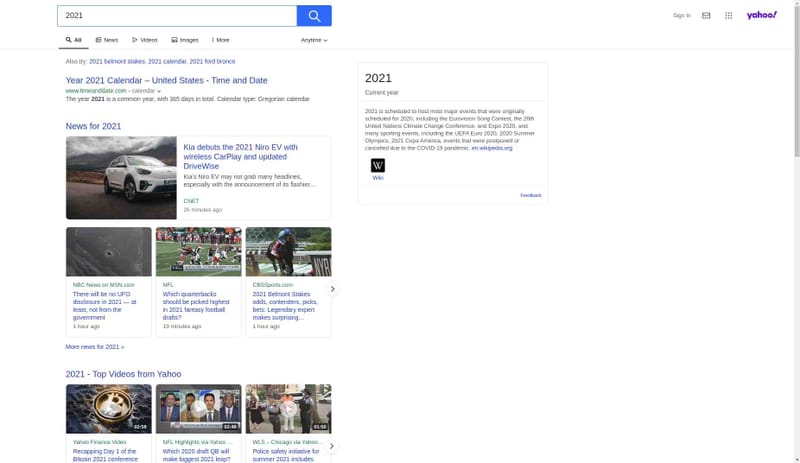 2021
Sign in
yahoo!
All
News
Videos
Images
More
Anytime
Also try: 2021 belmont stakes, 2021 calendar, 2021 ford bronco
Year 2021 Calendar – United States - Time and Date
www.timeanddate.com › calendar
The year 2021 is a common year, with 365 days in total. Calendar type: Gregorian calendar
News for 2021
Kia debuts the 2021 Niro EV with
wireless CarPlay and updated
DriveWise
Kia's Niro EV may not grab many headlines,
especially with the announcement of its flashier...
CNET
26 minutes ago
NBC News on MSN.com
There will be no UFO
disclosure in 2021 — at
least, not from the
government
1 hour ago
NFL
Which quarterbacks
should be picked highest
in 2021 fantasy football
drafts?
19 minutes ago
CBSSports.com
2021 Belmont Stakes
odds, contenders, picks,
bets: Legendary expert
makes surprising...
1 hour ago
More news for 2021 »
2021 - Top Videos from Yahoo
02:59
Yahoo Finance Video
Recapping Day 1 of the
Bitcoin 2021 conference
02:48
NFL Highlights via Yahoo ...
Which 2020 draft QB will
make biggest 2021 leap?
01:59
WLS – Chicago via Yahoo...
Police safety initiative for
summer 2021 includes
2021
Current year
2021 is scheduled to host most major events that were originally
scheduled for 2020, including the Eurovision Song Contest, the 26th
United Nations Climate Change Conference, and Expo 2020, and
many sporting events, including the UEFA Euro 2020, 2020 Summer
Olympics, 2021 Copa América, events that were postponed or
cancelled due to the COVID-19 pandemic. en.wikipedia.org
W
Wiki
Feedback